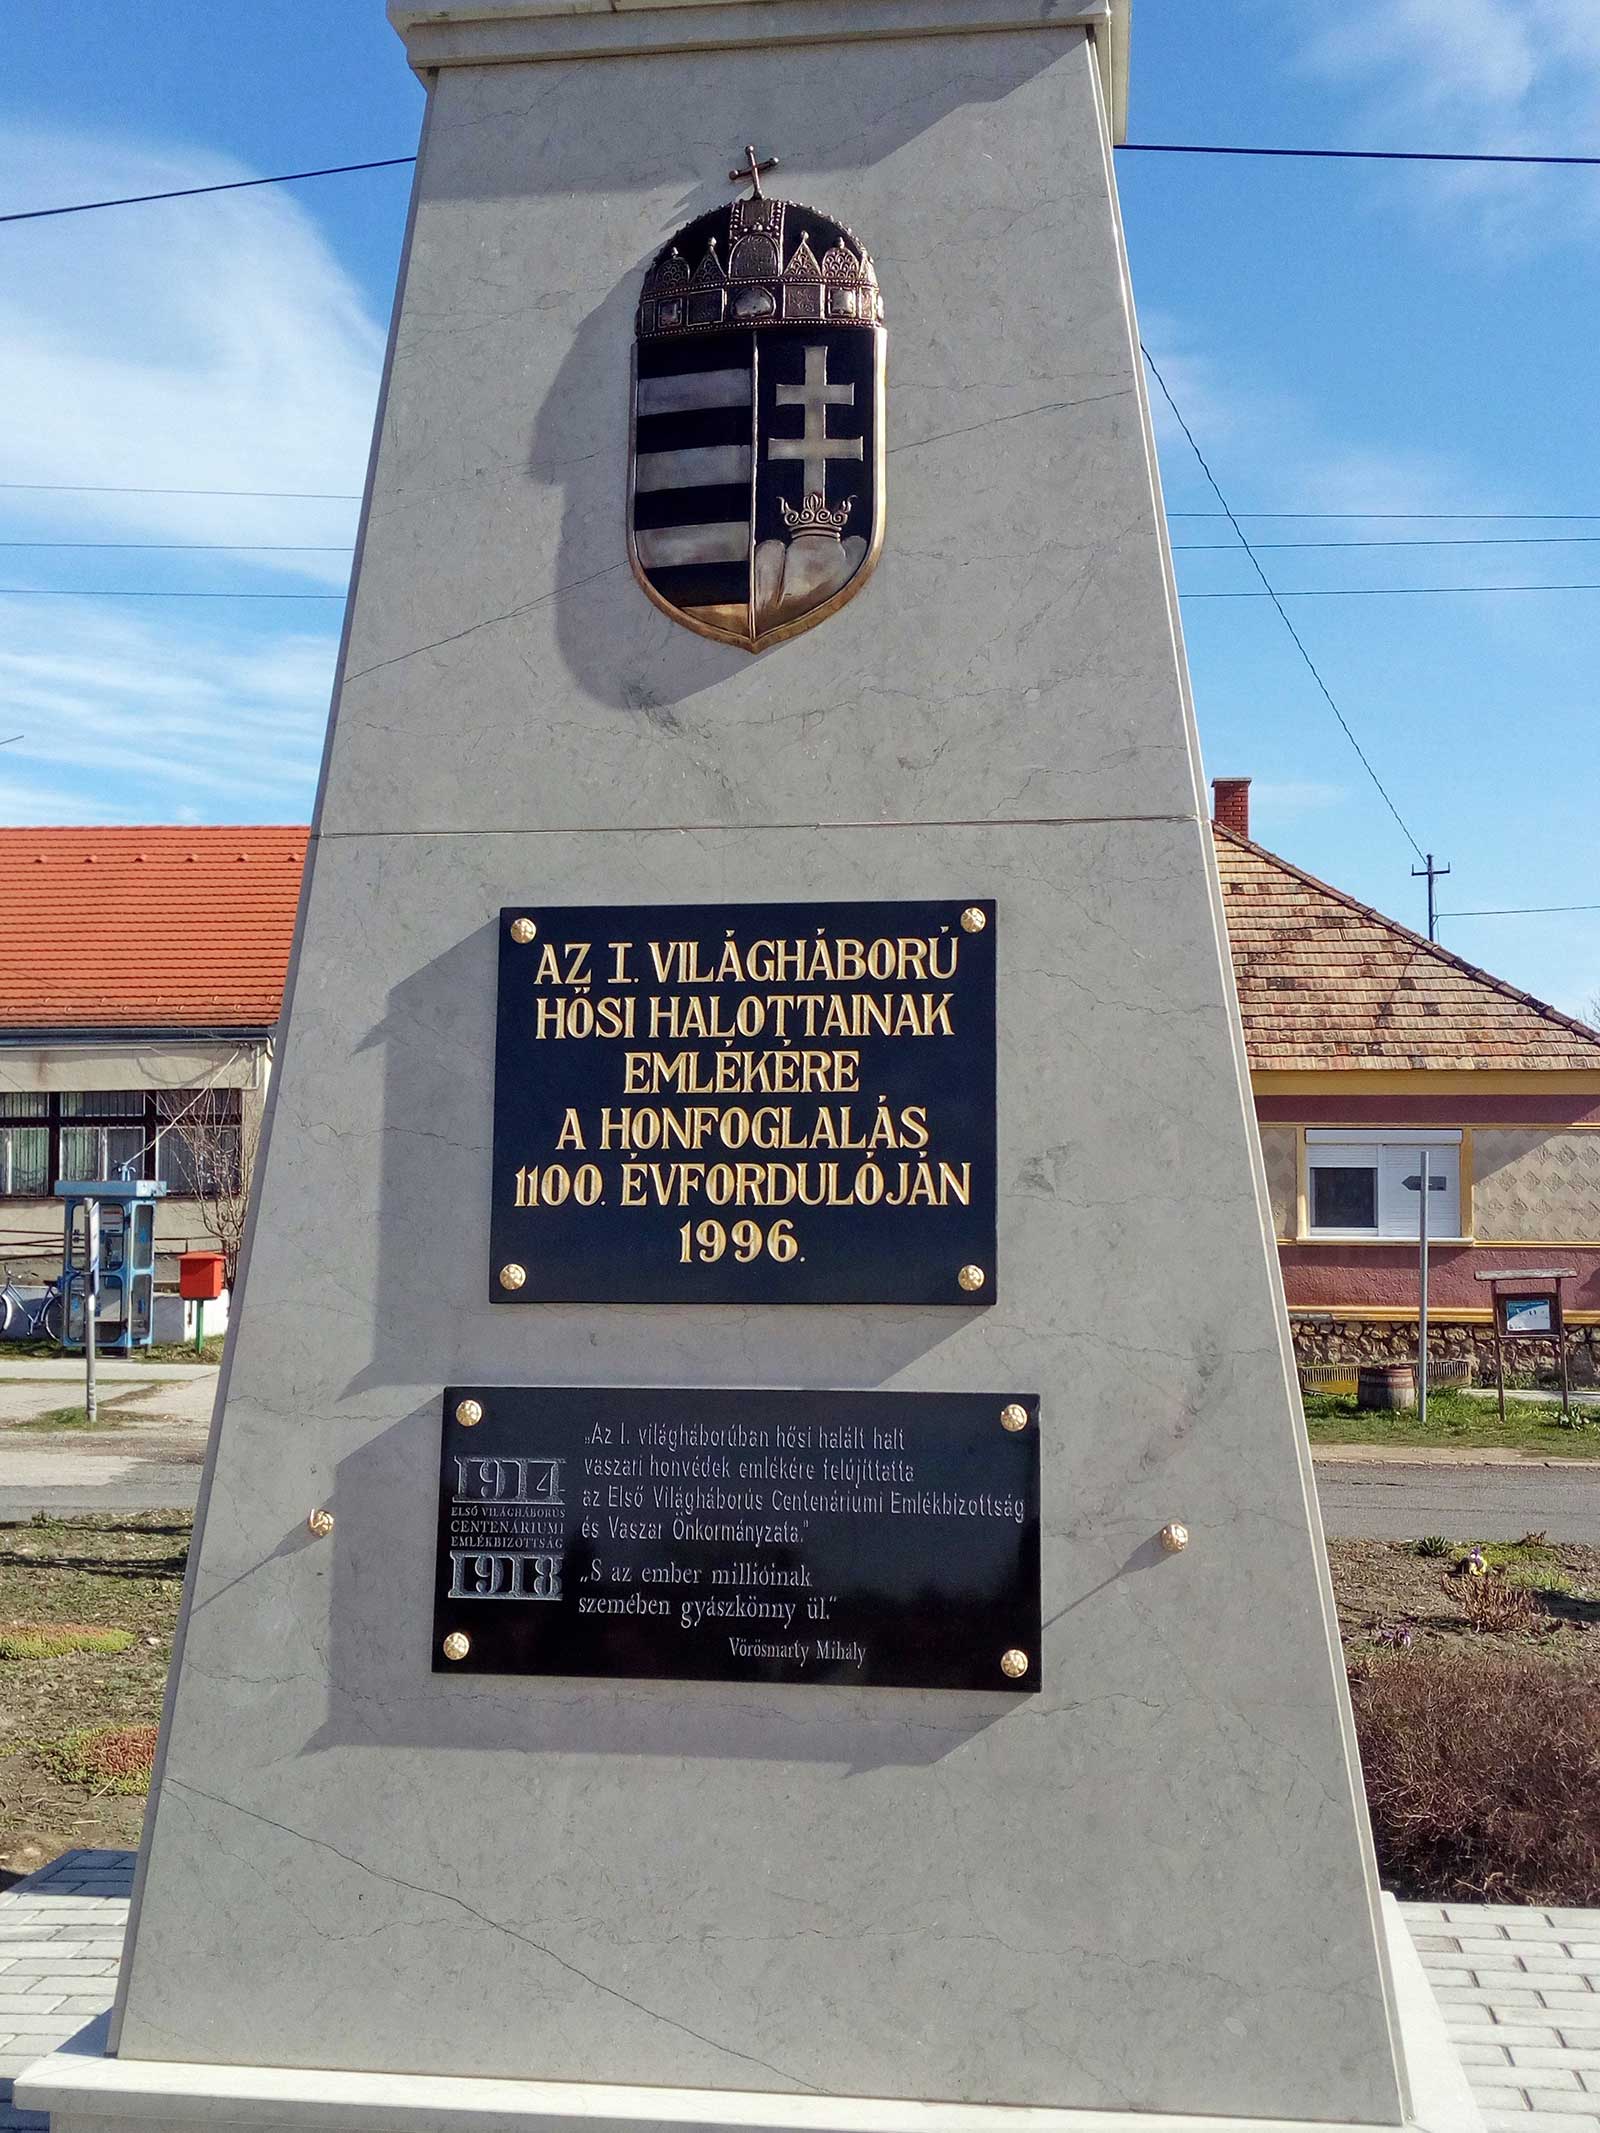 AZ I. VILÁGHÁBORÚ
HŐSI HALOTTAINAK
EMLÉKÉRE
A HONFOGLALÁS
1100. ÉVFORDULÓJÁN
1996.
„Az I. világháborúban hősi halált halt
vaszari honvédek emlékére felújíttatta
az Első Világháborús Centenáriumi Emlékbizottság
és Vaszar Önkormányzata."
1914-
ELSŐ VILÁGHÁBORÚS
CENTENÁRIUMI
EMLÉKBIZOTTSÁG
1918
„S az ember millióinak
szemében gyászkönny ül."
Vörösmarty Mihály